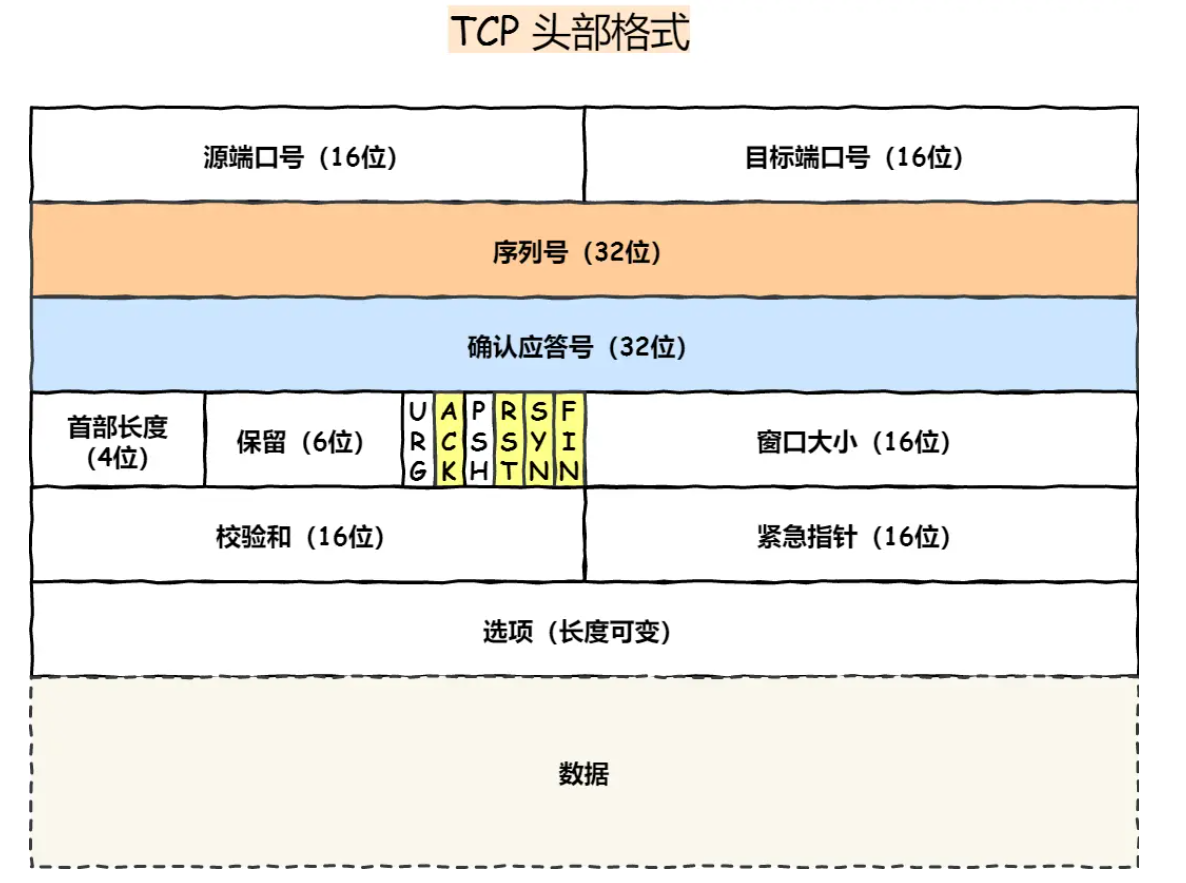 TCP 头部格式
源端口号（16位）
目标端口号（16位）
序列号（32位）
确认应答号（32位）
首部长度
（4位）
保留（6位）
URG
ACK
PSH
RST
SYN
FIN
窗口大小（16位）
校验和（16位）
紧急指针（16位）
选项（长度可变）
数据